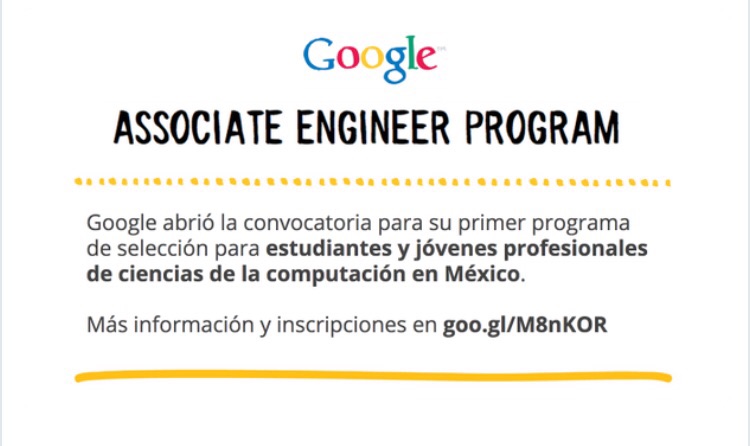 Google
ASSOCIATE ENGINEER PROGRAM
Google abrió la convocatoria para su primer programa
de selección para estudiantes y jóvenes profesionales
de ciencias de la computación en México.
Más información y inscripciones en goo.gl/M8nKOR